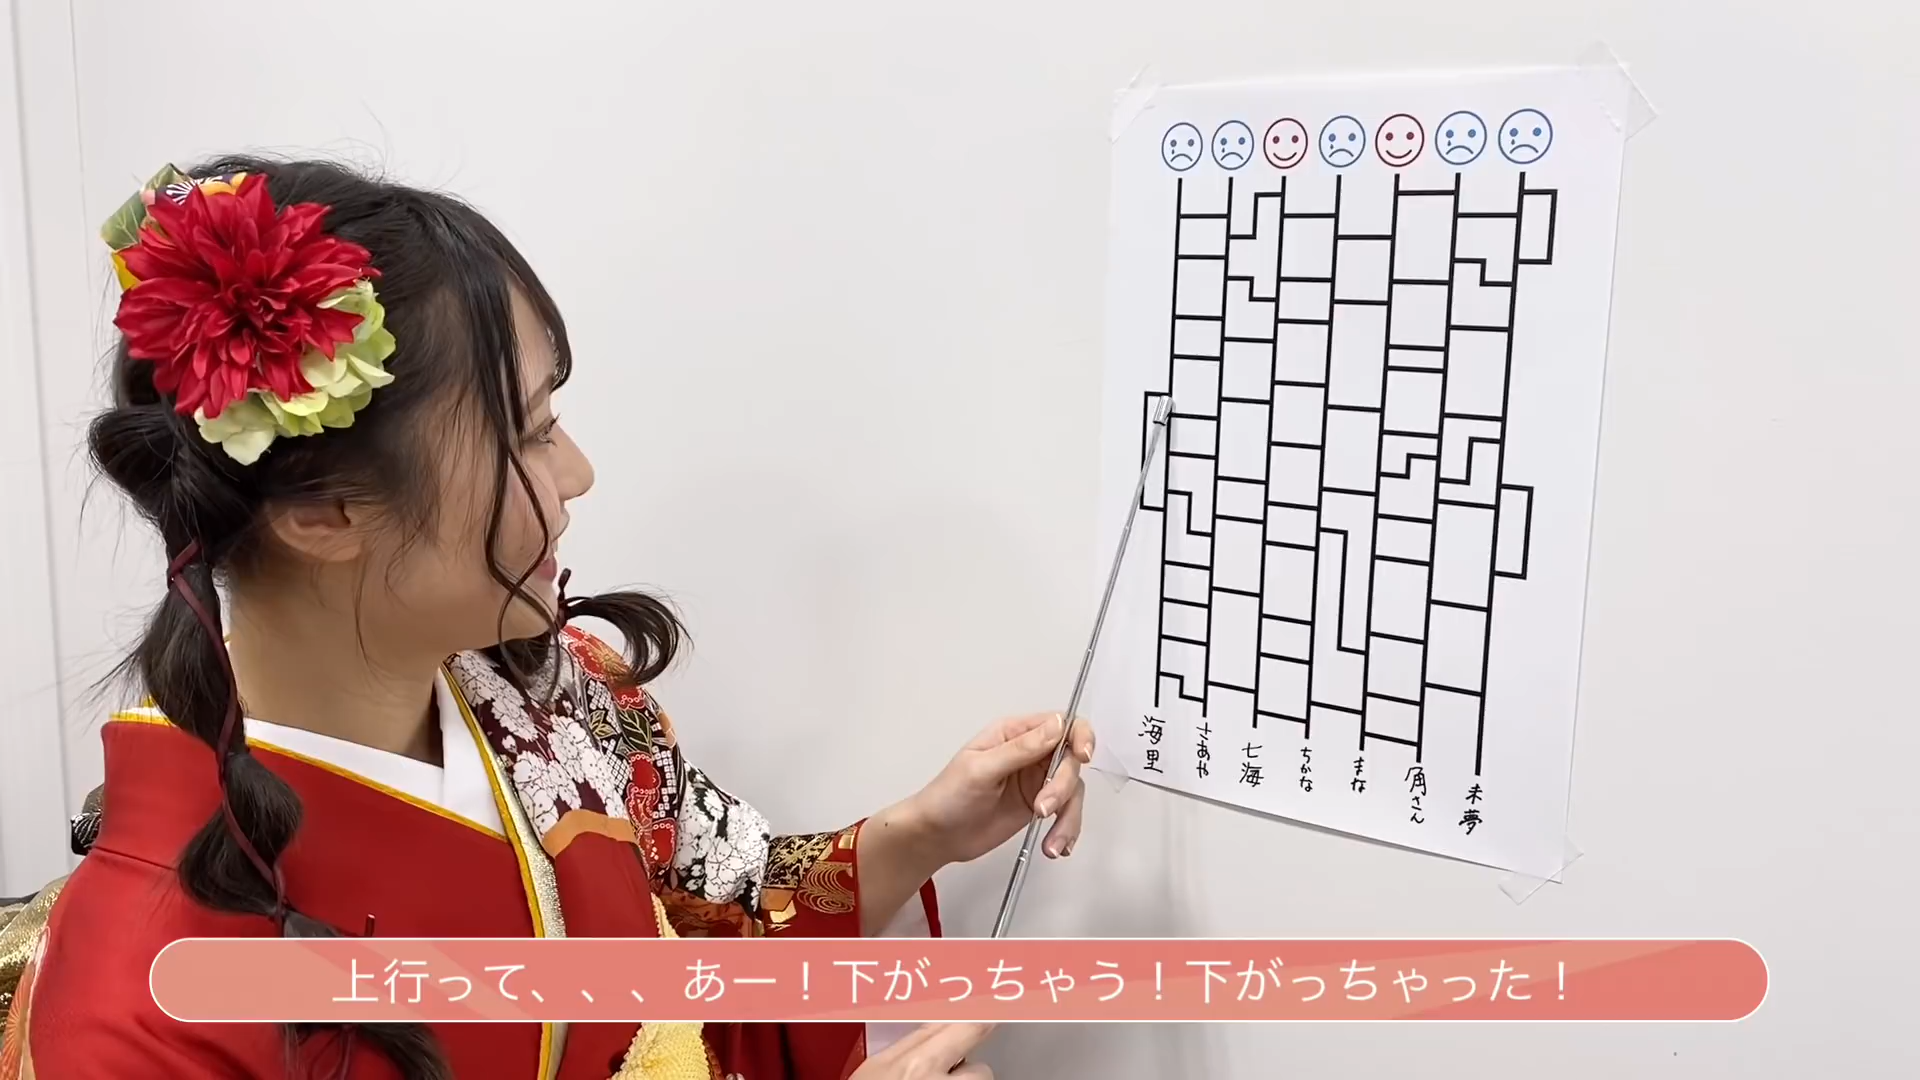 海里
さあや
七海
ちかな
まな
角さん
未夢
上行って、、、あー！下がっちゃう！下がっちゃった！